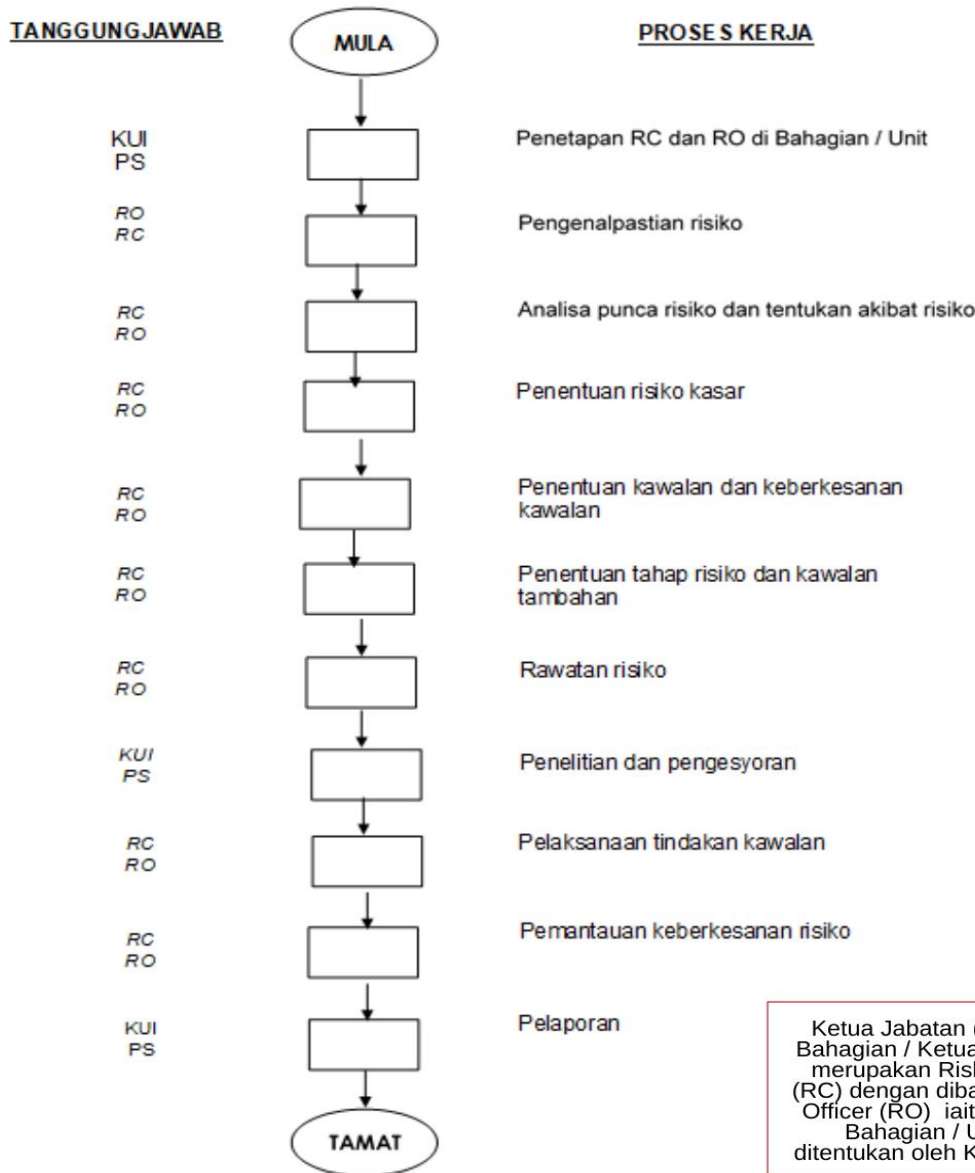 TANGGUNGJAWAB
MULA
PROSES KERJA
KUI
PS
Penetapan RC dan RO di Bahagian / Unit
RO
RC
Pengenalpastian risiko
RC
RO
Analisa punca risiko dan tentukan akibat risiko
RC
RO
Penentuan risiko kasar
RC
RO
Penentuan kawalan dan keberkesanan
kawalan
RC
RO
Penentuan tahap risiko dan kawalan
tambahan
RC
RO
Rawatan risiko
KUI
PS
Penelitian dan pengesyoran
RC
RO
Pelaksanaan tindakan kawalan
RC
RO
Pemantauan keberkesanan risiko
KUI
PS
Pelaporan
TAMAT
Ketua Jabatan
Bahagian / Ketua
merupakan
(RC) dengan
Officer (RO)
Bahagian /
ditentukan oleh